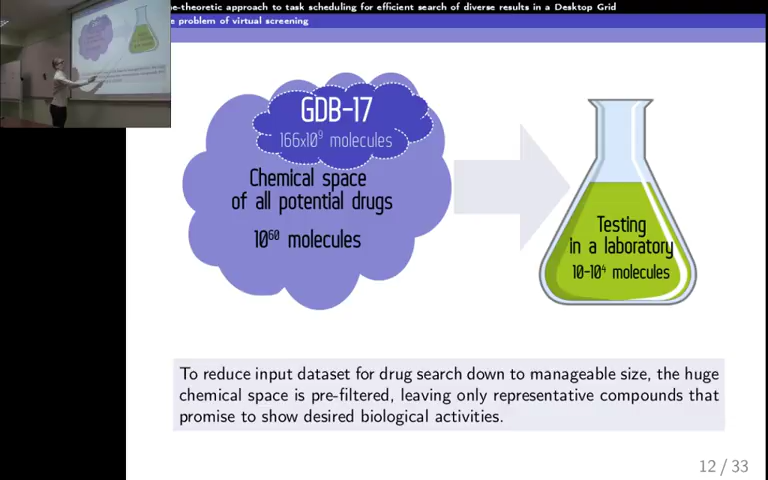 e-theoretic approach to task scheduling for efficient search of diverse results in a Desktop Grid
e problem of virtual screening
GDB-17
166x10⁹ molecules
Chemical space
of all potential drugs
10⁶⁰ molecules
Testing
in a laboratory
10-10⁴ molecules
To reduce input dataset for drug search down to manageable size, the huge
chemical space is pre-filtered, leaving only representative compounds that
promise to show desired biological activities.
12 / 33